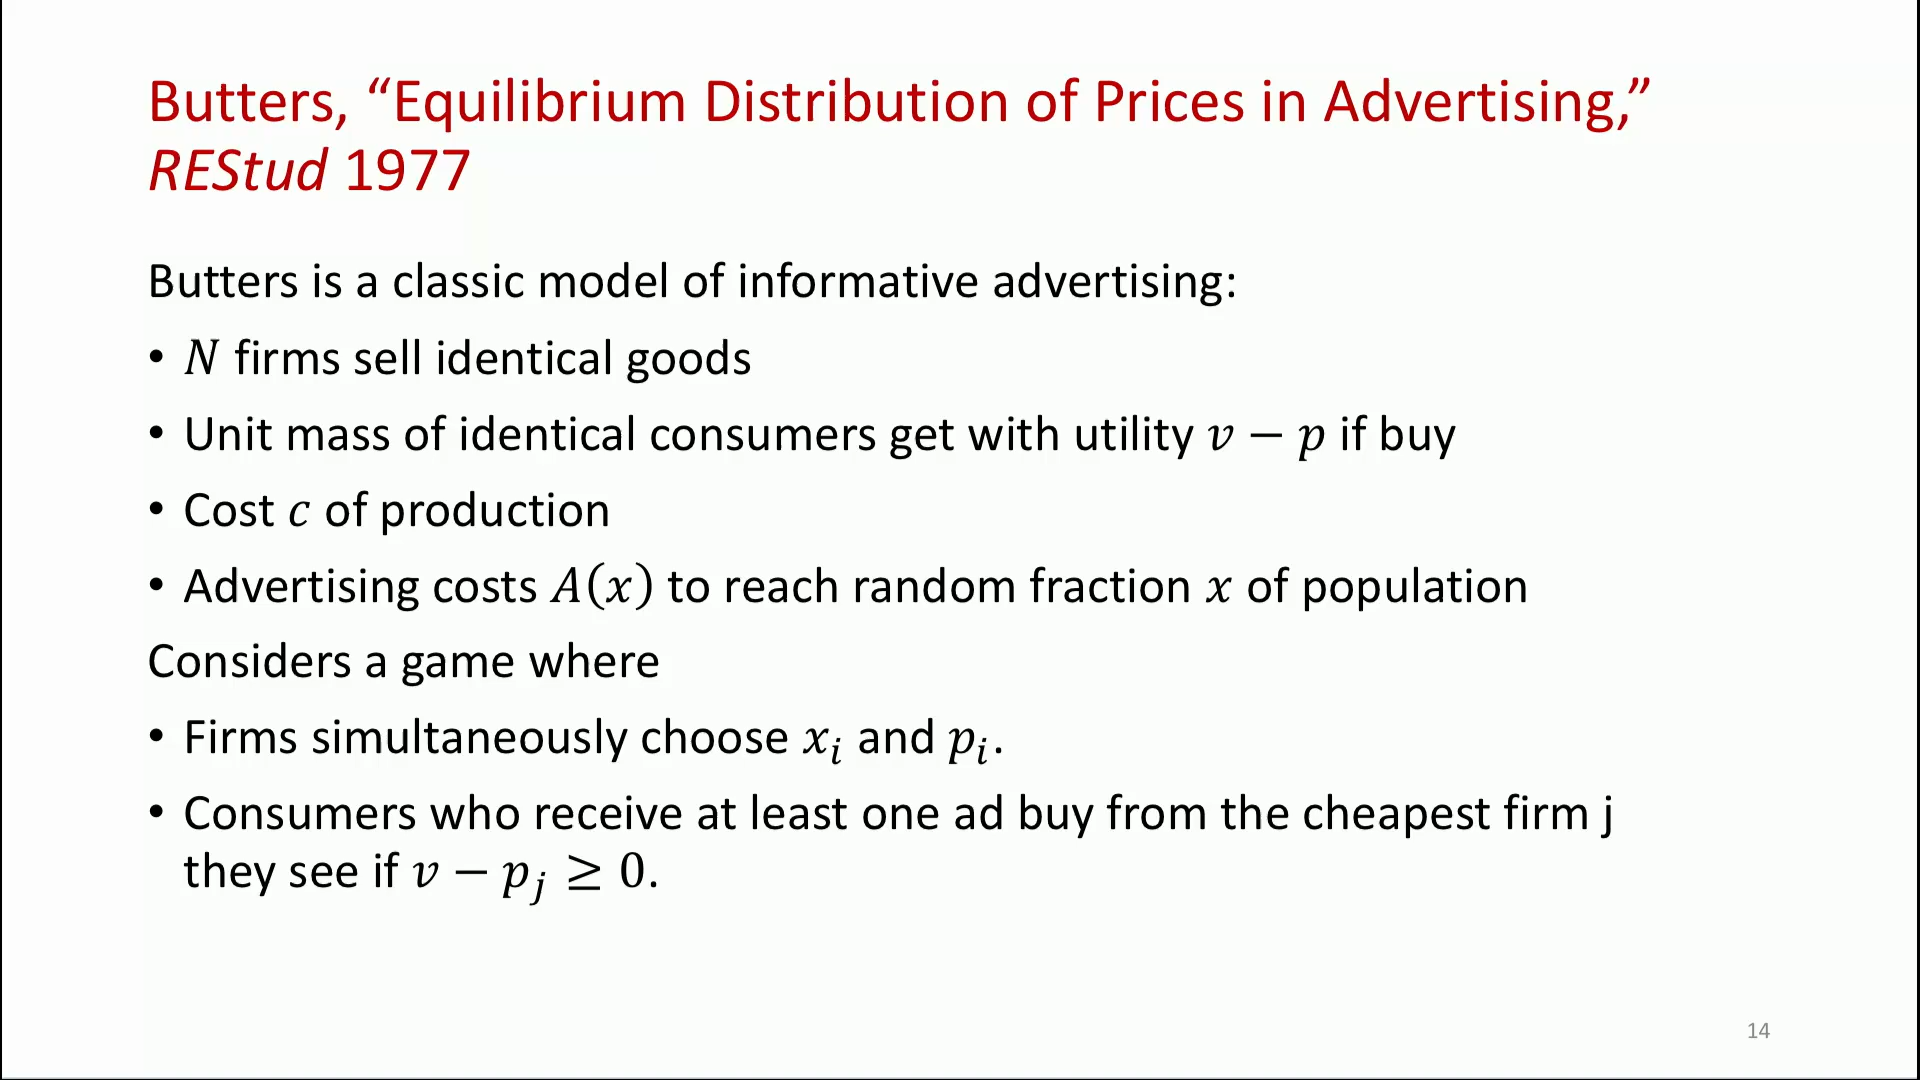 Butters, “Equilibrium Distribution of Prices in Advertising,”
REStud 1977
Butters is a classic model of informative advertising:
• N firms sell identical goods
• Unit mass of identical consumers get with utility v − p if buy
• Cost c of production
• Advertising costs A(x) to reach random fraction x of population
Considers a game where
• Firms simultaneously choose xᵢ and pᵢ.
• Consumers who receive at least one ad buy from the cheapest firm j
they see if v − pⱼ ≥ 0.
14